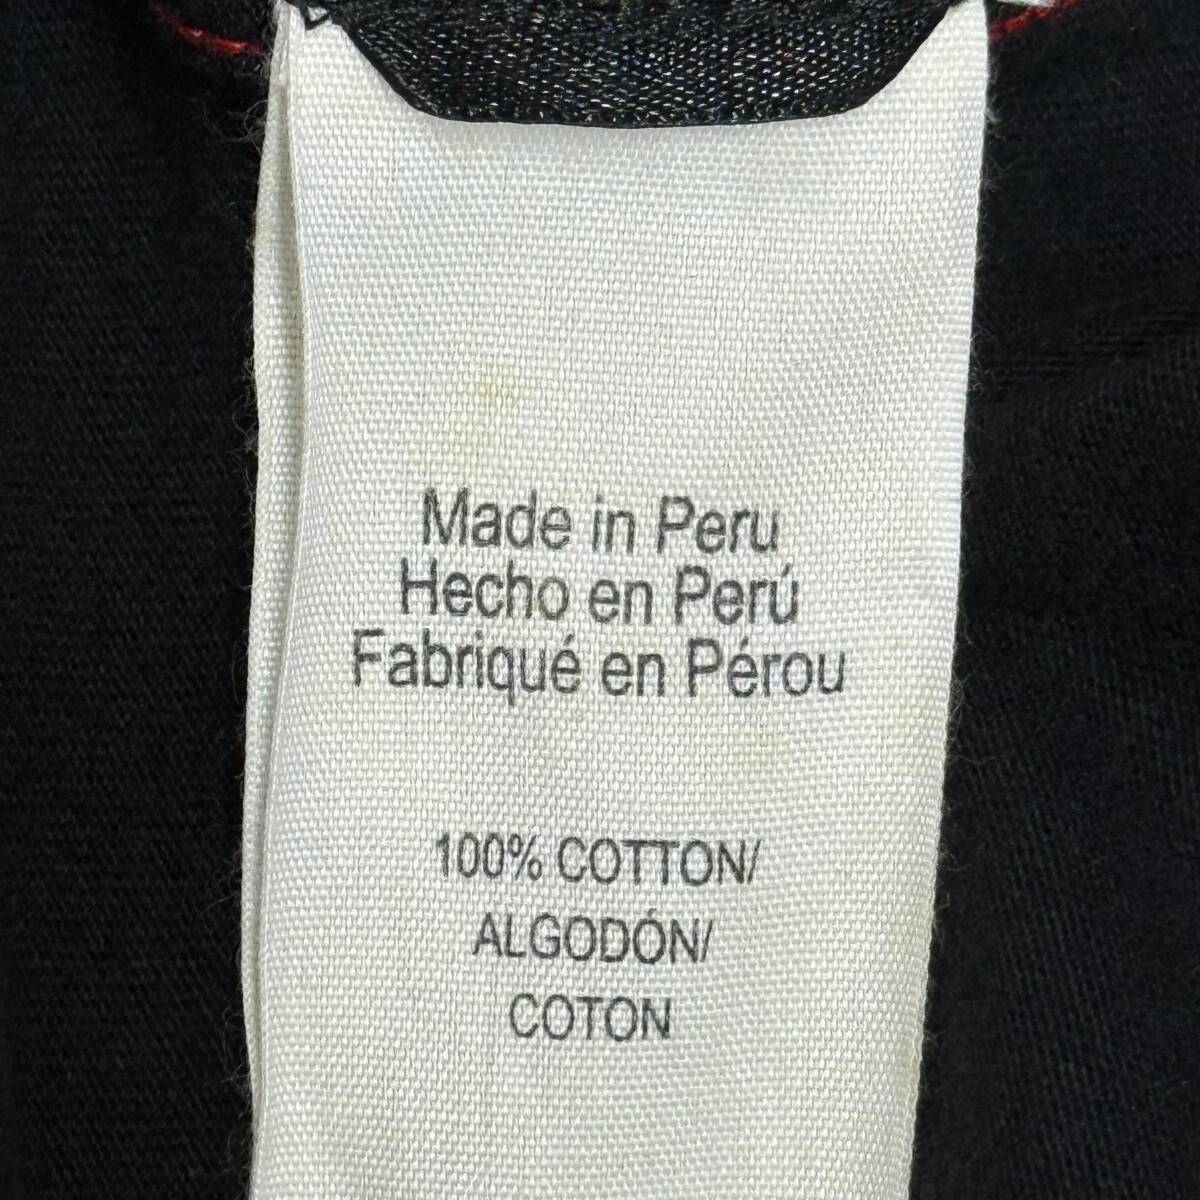 Made in Peru
Hecho en Perú
Fabriqué en Pérou
100% COTTON/
ALGODÓN/
COTON